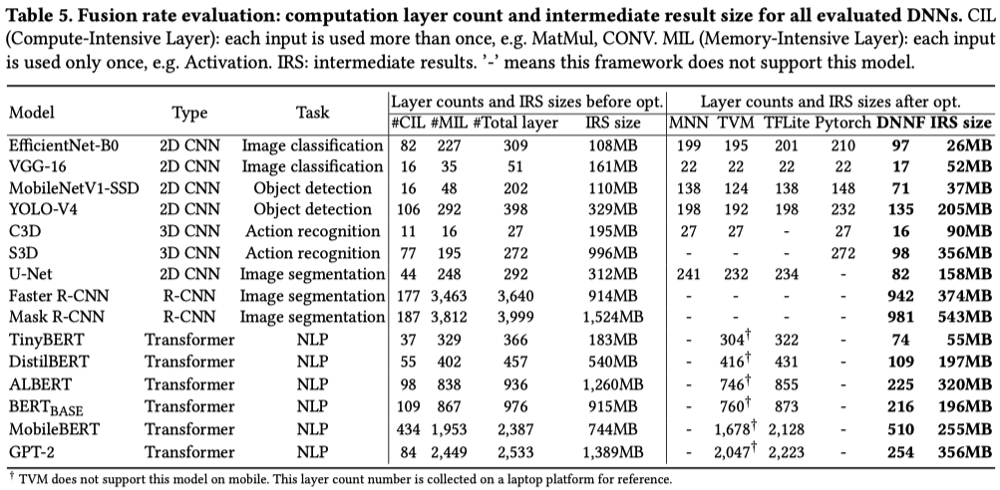 Table 5. Fusion rate evaluation: computation layer count and intermediate result size for all evaluated DNNs. CIL
(Compute-Intensive Layer): each input is used more than once, e.g. MatMul, CONV. MIL (Memory-Intensive Layer): each input
is used only once, e.g. Activation. IRS: intermediate results. '-' means this framework does not support this model.
Model Type Task Layer counts and IRS sizes before opt. Layer counts and IRS sizes after opt.
#CIL #MIL #Total layer IRS size MNN TVM TFLite Pytorch DNNF IRS size
EfficientNet-B0 2D CNN Image classification 82 227 309 108MB 199 195 201 210 97 26MB
VGG-16 2D CNN Image classification 16 35 51 161MB 22 22 22 22 17 52MB
MobileNetV1-SSD 2D CNN Object detection 16 48 202 110MB 138 124 138 148 71 37MB
YOLO-V4 2D CNN Object detection 106 292 398 329MB 198 192 198 232 135 205MB
C3D 3D CNN Action recognition 11 16 27 195MB 27 27 - 27 16 90MB
S3D 3D CNN Action recognition 77 195 272 996MB - - - 272 98 356MB
U-Net 2D CNN Image segmentation 44 248 292 312MB 241 232 234 - 82 158MB
Faster R-CNN R-CNN Image segmentation 177 3,463 3,640 914MB - - - - 942 374MB
Mask R-CNN R-CNN Image segmentation 187 3,812 3,999 1,524MB - - - - 981 543MB
TinyBERT Transformer NLP 37 329 366 183MB - 304† 322 - 74 55MB
DistilBERT Transformer NLP 55 402 457 540MB - 416† 431 - 109 197MB
ALBERT Transformer NLP 98 838 936 1,260MB - 746† 855 - 225 320MB
BERTBASE Transformer NLP 109 867 976 915MB - 760† 873 - 216 196MB
MobileBERT Transformer NLP 434 1,953 2,387 744MB - 1,678† 2,128 - 510 255MB
GPT-2 Transformer NLP 84 2,449 2,533 1,389MB - 2,047† 2,223 - 254 356MB
† TVM does not support this model on mobile. This layer count number is collected on a laptop platform for reference.